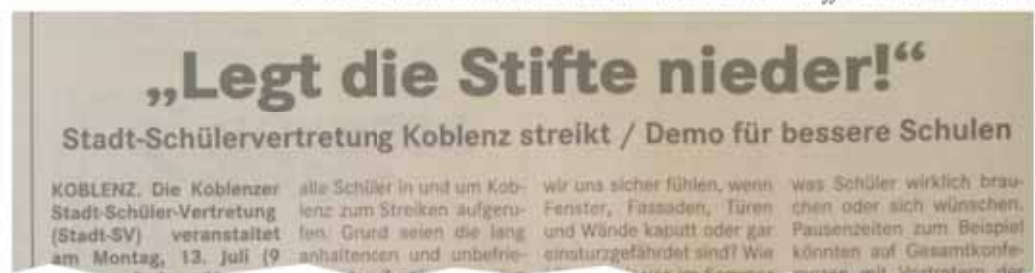 „Legt die Stifte nieder!“
Stadt-Schülervertretung Koblenz streikt / Demo für bessere Schulen
KOBLENZ. Die Koblenzer
Stadt-Schüler-Vertretung
(Stadt-SV) veranstaltet
am Montag, 13. Juli (9
alle Schüler in und um Kob-
lenz zum Streiken aufgeru-
fen. Grund seien die lang
anhaltenden und unbefrie-
wir uns sicher fühlen, wenn
Fenster, Fassaden, Türen
und Wände kaputt oder gar
einsturzgefährdet sind? Wie
was Schüler wirklich brau-
chen oder sich wünschen.
Pausenzeiten zum Beispiel
könnten auf Gesamtkonfe-